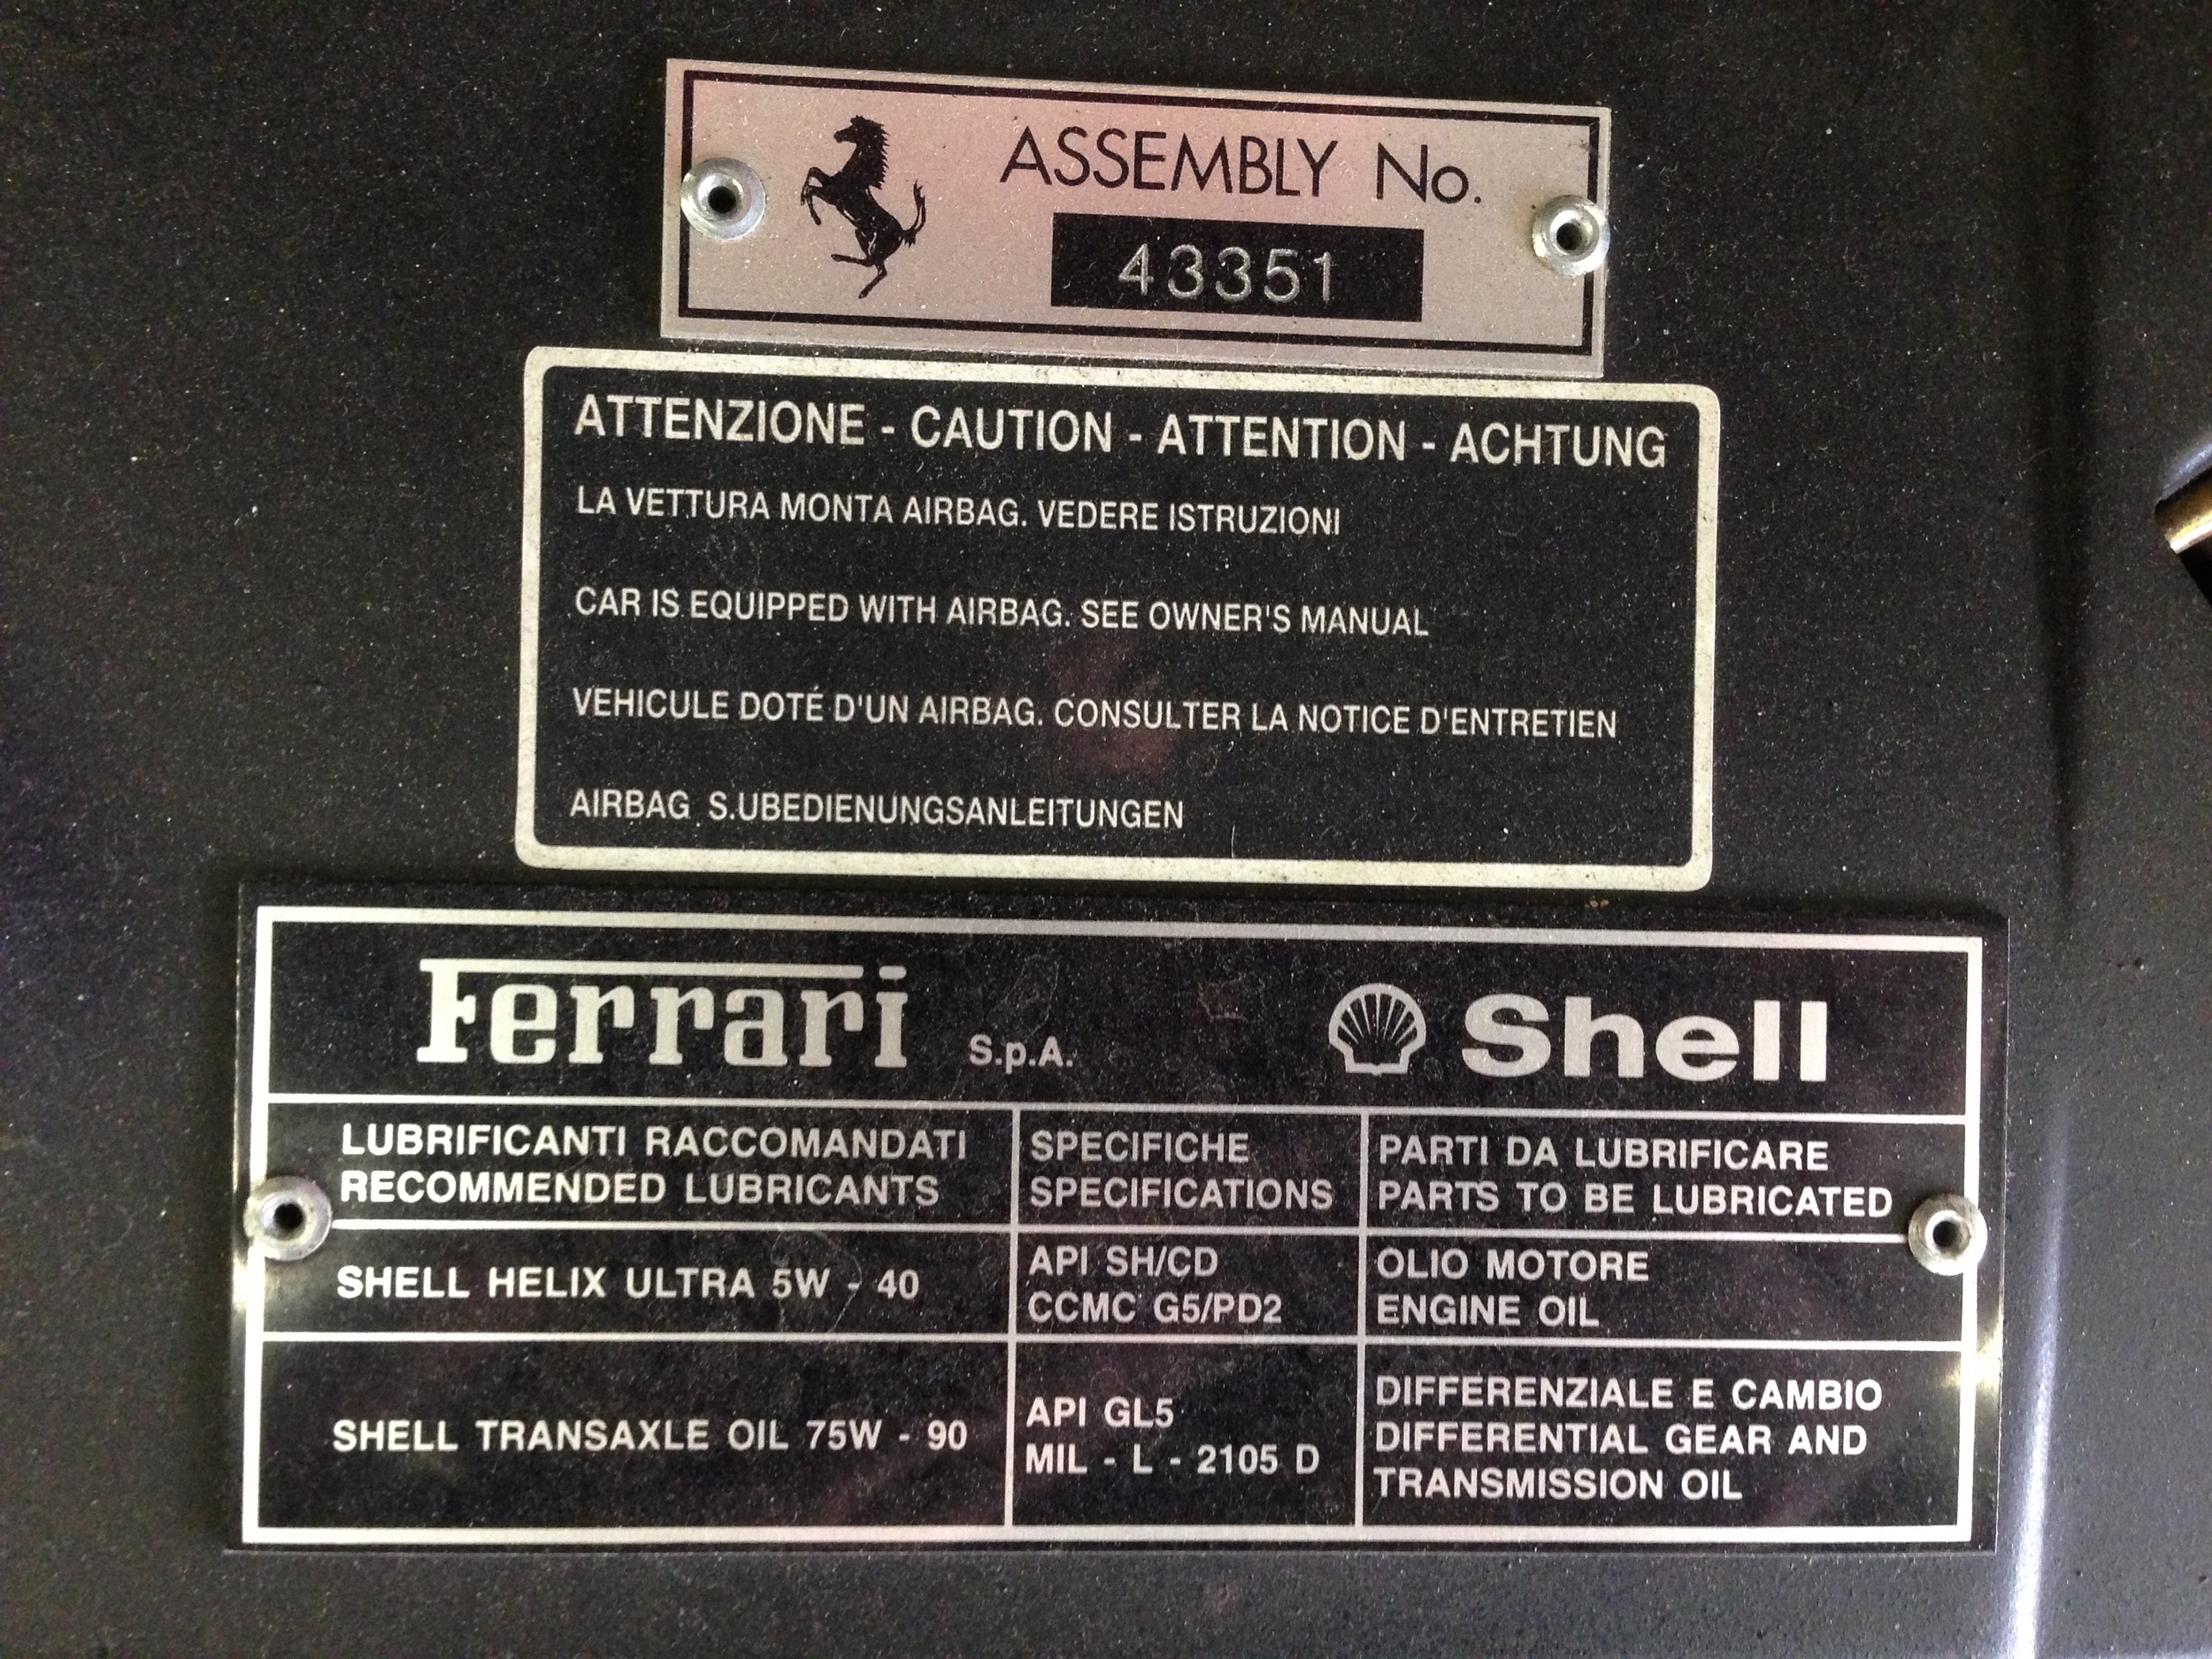 ASSEMBLY No.
43351
ATTENZIONE - CAUTION - ATTENTION - ACHTUNG
LA VETTURA MONTA AIRBAG. VEDERE ISTRUZIONI
CAR IS EQUIPPED WITH AIRBAG. SEE OWNER'S MANUAL
VEHICULE DOTÉ D'UN AIRBAG. CONSULTER LA NOTICE D'ENTRETIEN
AIRBAG S.UBEDIENUNGSANLEITUNGEN
Ferrari S.p.A. Shell
LUBRIFICANTI RACCOMANDATI
RECOMMENDED LUBRICANTS
SPECIFICHE
SPECIFICATIONS
PARTI DA LUBRIFICARE
PARTS TO BE LUBRICATED
SHELL HELIX ULTRA 5W - 40
API SH/CD
CCMC G5/PD2
OLIO MOTORE
ENGINE OIL
SHELL TRANSAXLE OIL 75W - 90
API GL5
MIL - L - 2105 D
DIFFERENZIALE E CAMBIO
DIFFERENTIAL GEAR AND
TRANSMISSION OIL